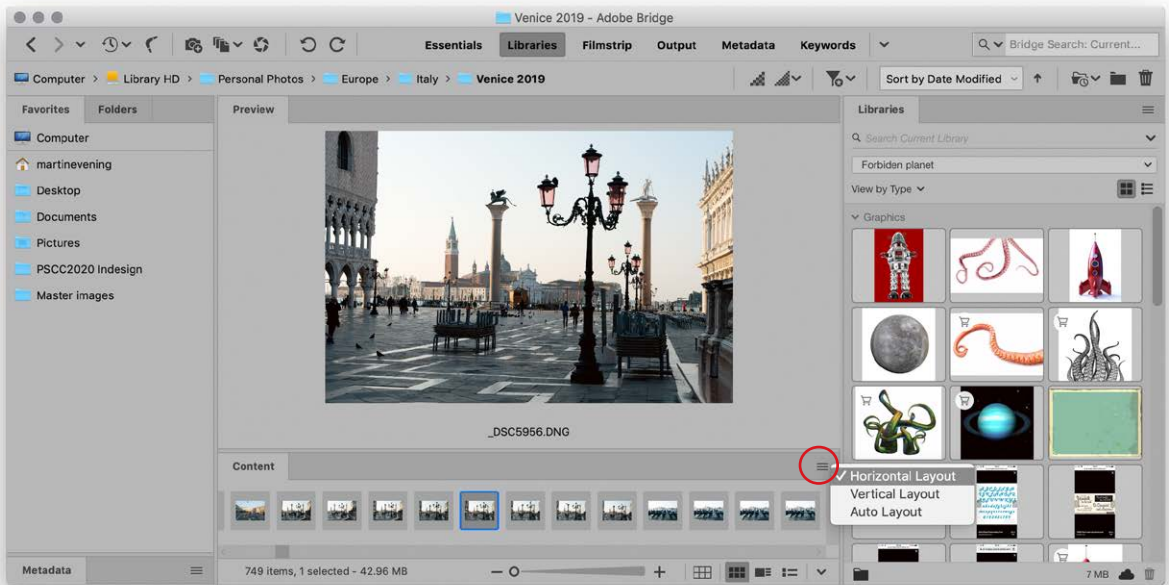 Venice 2019 - Adobe Bridge
Essentials Libraries Filmstrip Output Metadata Keywords
Bridge Search: Current...
Computer > Library HD > Personal Photos > Europe > Italy > Venice 2019
Sort by Date Modified
Favorites Folders
Computer
martinevening
Desktop
Documents
Pictures
PSCC2020 Indesign
Master images
Metadata
Preview
_DSC5956.DNG
Content
749 items, 1 selected - 42.96 MB
Libraries
Search Current Library
Forbiden planet
View by Type
Graphics
✓ Horizontal Layout
Vertical Layout
Auto Layout
7 MB